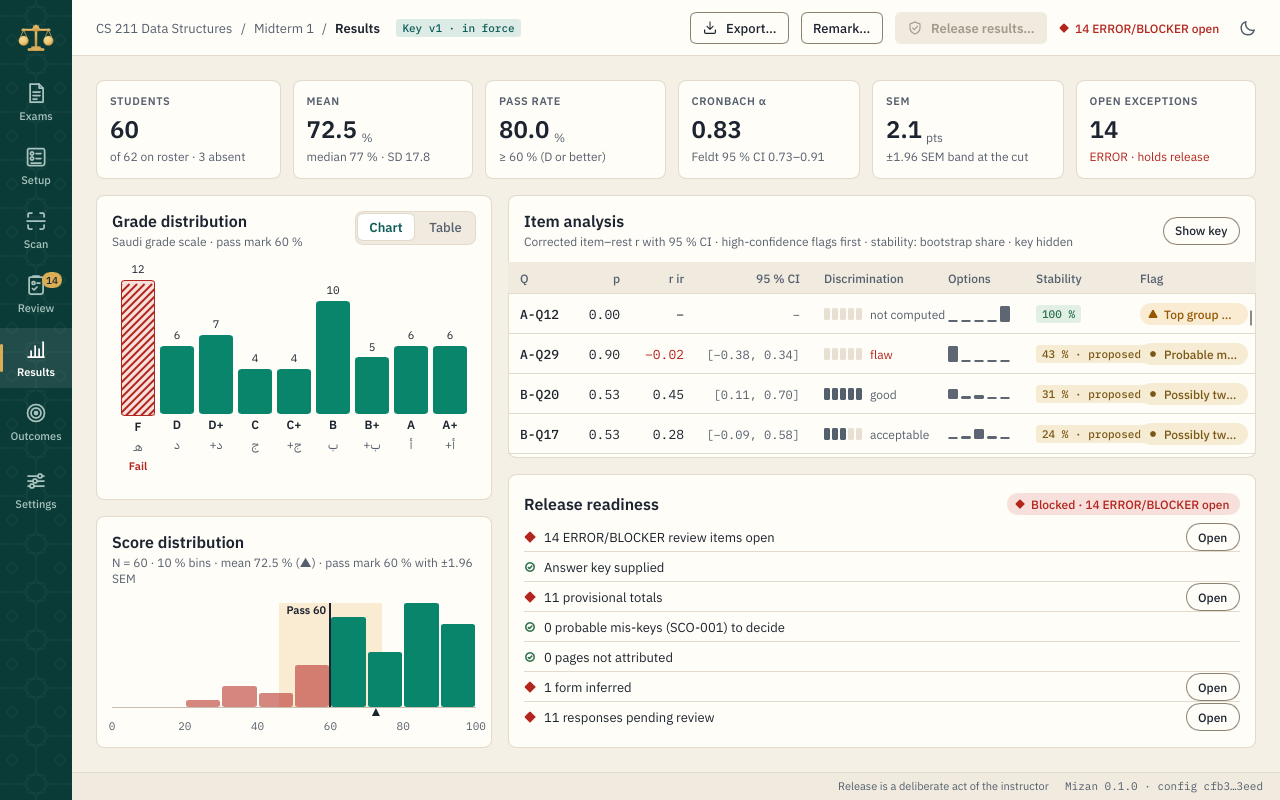 CS 211 Data Structures / Midterm 1 / Results Key v1 · in force
Export… Remark… Release results… 14 ERROR/BLOCKER open
Exams
Setup
Scan
14
Review
Results
Outcomes
Settings
STUDENTS
60
of 62 on roster · 3 absent
MEAN
72.5 %
median 77 % · SD 17.8
PASS RATE
80.0 %
≥ 60 % (D or better)
CRONBACH α
0.83
Feldt 95 % CI 0.73–0.91
SEM
2.1 pts
±1.96 SEM band at the cut
OPEN EXCEPTIONS
14
ERROR · holds release
Grade distribution
Saudi grade scale · pass mark 60 %
Chart Table
12 6 7 4 4 10 5 6 6
F D D+ C C+ B B+ A A+
هـ د د+ ج ج+ ب ب+ أ أ+
Fail
Score distribution
N = 60 · 10 % bins · mean 72.5 % (▲) · pass mark 60 % with ±1.96
SEM
Pass 60
0 20 40 60 80 100
Item analysis
Corrected item–rest r with 95 % CI · high-confidence flags first · stability: bootstrap share · key hidden
Show key
Q p r ir 95 % CI Discrimination Options Stability Flag
A-Q12 0.00 – – not computed 100 % Top group …
A-Q29 0.90 −0.02 [−0.38, 0.34] flaw 43 % · proposed Probable m…
B-Q20 0.53 0.45 [0.11, 0.70] good 31 % · proposed Possibly tw…
B-Q17 0.53 0.28 [−0.09, 0.58] acceptable 24 % · proposed Possibly tw…
Release readiness
Blocked · 14 ERROR/BLOCKER open
14 ERROR/BLOCKER review items open Open
Answer key supplied
11 provisional totals Open
0 probable mis-keys (SCO-001) to decide
0 pages not attributed
1 form inferred Open
11 responses pending review Open
Release is a deliberate act of the instructor Mizan 0.1.0 · config cfb3…3eed